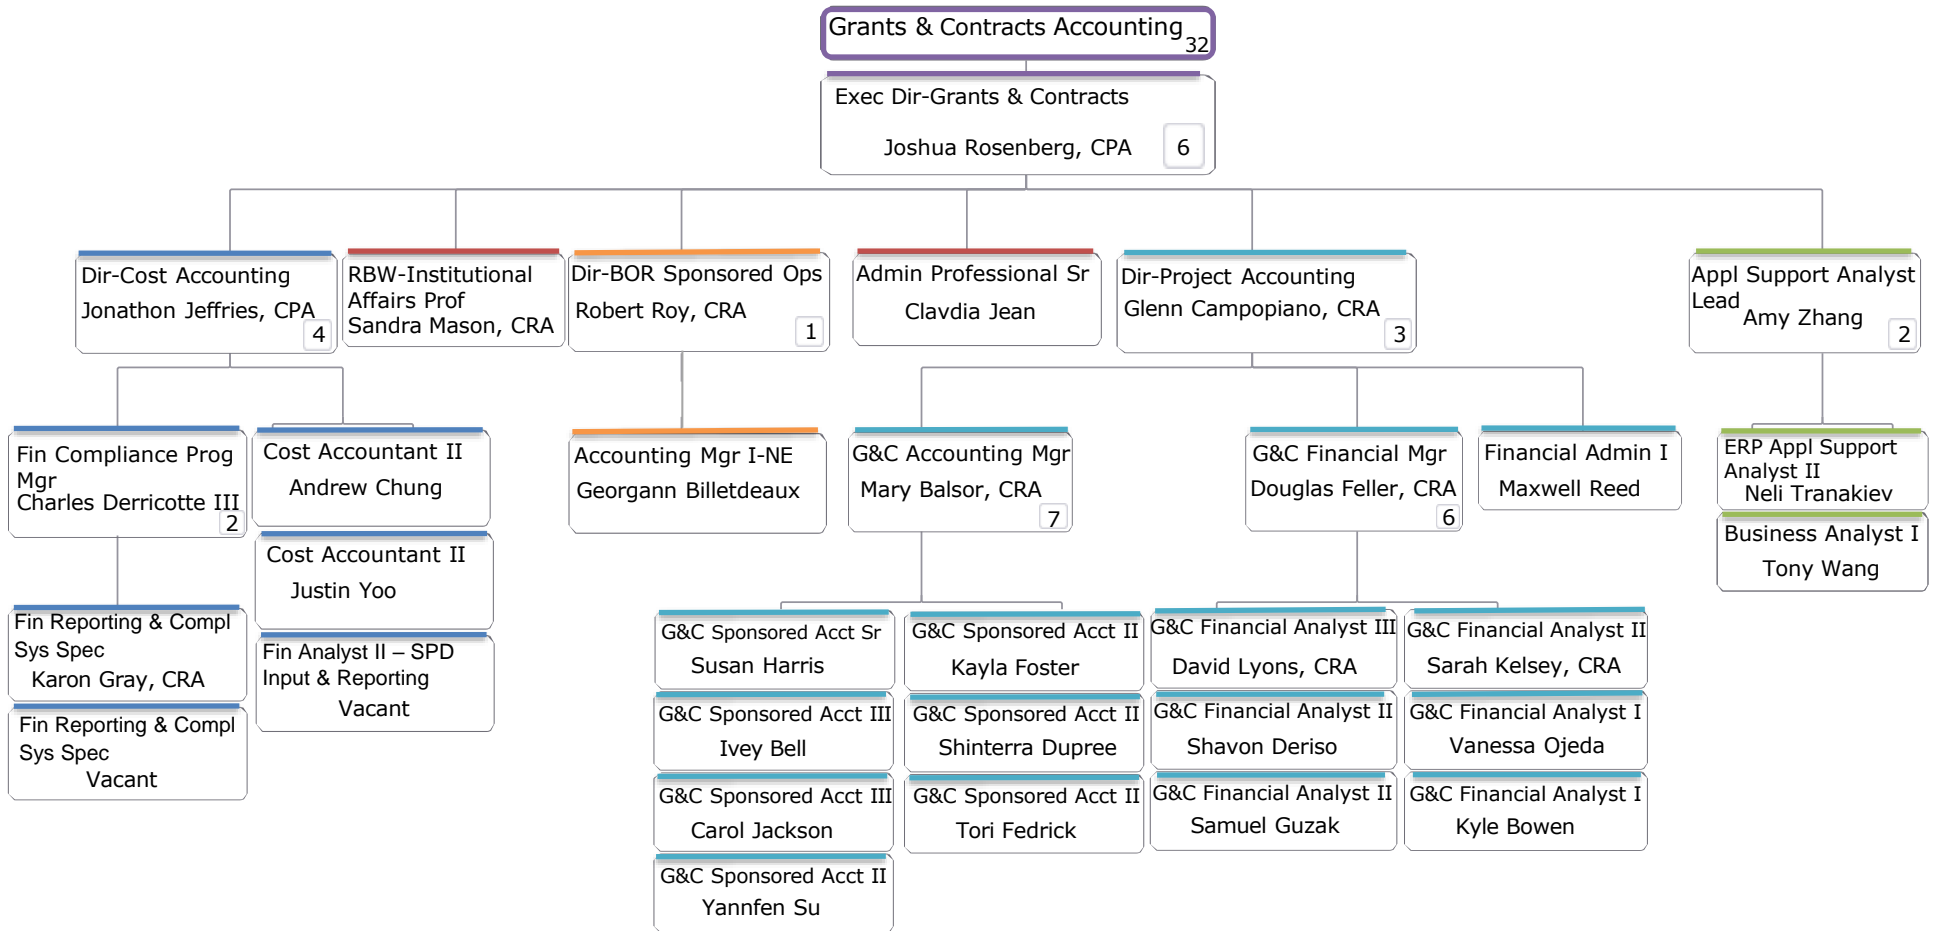 Grants & Contracts Accounting
32
Exec Dir-Grants & Contracts
Joshua Rosenberg, CPA
6
Dir-Cost Accounting
Jonathon Jeffries, CPA
4
RBW-Institutional
Affairs Prof
Sandra Mason, CRA
Dir-BOR Sponsored Ops
Robert Roy, CRA
1
Admin Professional Sr
Clavdia Jean
Dir-Project Accounting
Glenn Campopiano, CRA
3
Appl Support Analyst
Lead
Amy Zhang
2
Fin Compliance Prog
Mgr
Charles Derricotte III
2
Cost Accountant II
Andrew Chung
Cost Accountant II
Justin Yoo
Fin Analyst II – SPD
Input & Reporting
Vacant
Fin Reporting & Compl
Sys Spec
Karon Gray, CRA
Fin Reporting & Compl
Sys Spec
Vacant
Accounting Mgr I-NE
Georgann Billetdeaux
G&C Accounting Mgr
Mary Balsor, CRA
7
G&C Financial Mgr
Douglas Feller, CRA
6
Financial Admin I
Maxwell Reed
ERP Appl Support
Analyst II
Neli Tranakiev
Business Analyst I
Tony Wang
G&C Sponsored Acct Sr
Susan Harris
G&C Sponsored Acct III
Ivey Bell
G&C Sponsored Acct III
Carol Jackson
G&C Sponsored Acct II
Yannfen Su
G&C Sponsored Acct II
Kayla Foster
G&C Sponsored Acct II
Shinterra Dupree
G&C Sponsored Acct II
Tori Fedrick
G&C Financial Analyst III
David Lyons, CRA
G&C Financial Analyst II
Shavon Deriso
G&C Financial Analyst II
Samuel Guzak
G&C Financial Analyst II
Sarah Kelsey, CRA
G&C Financial Analyst I
Vanessa Ojeda
G&C Financial Analyst I
Kyle Bowen